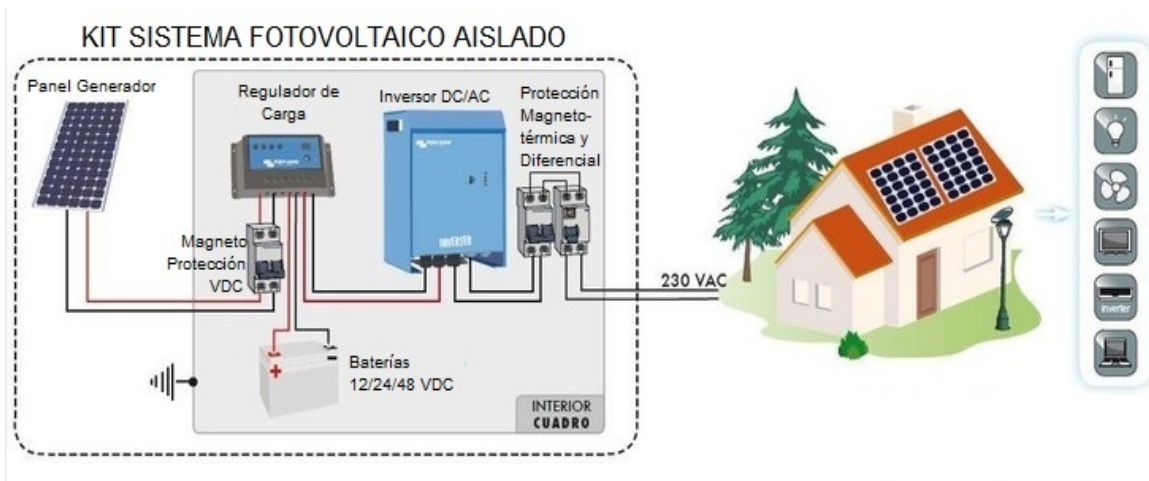 KIT SISTEMA FOTOVOLTAICO AISLADO
Panel Generador
Regulador de
Carga
Inversor DC/AC
Protección
Magneto-
térmica y
Diferencial
Magneto
Protección
VDC
INVERTER
230 VAC
Baterías
12/24/48 VDC
INTERIOR
CUADRO
Inverter